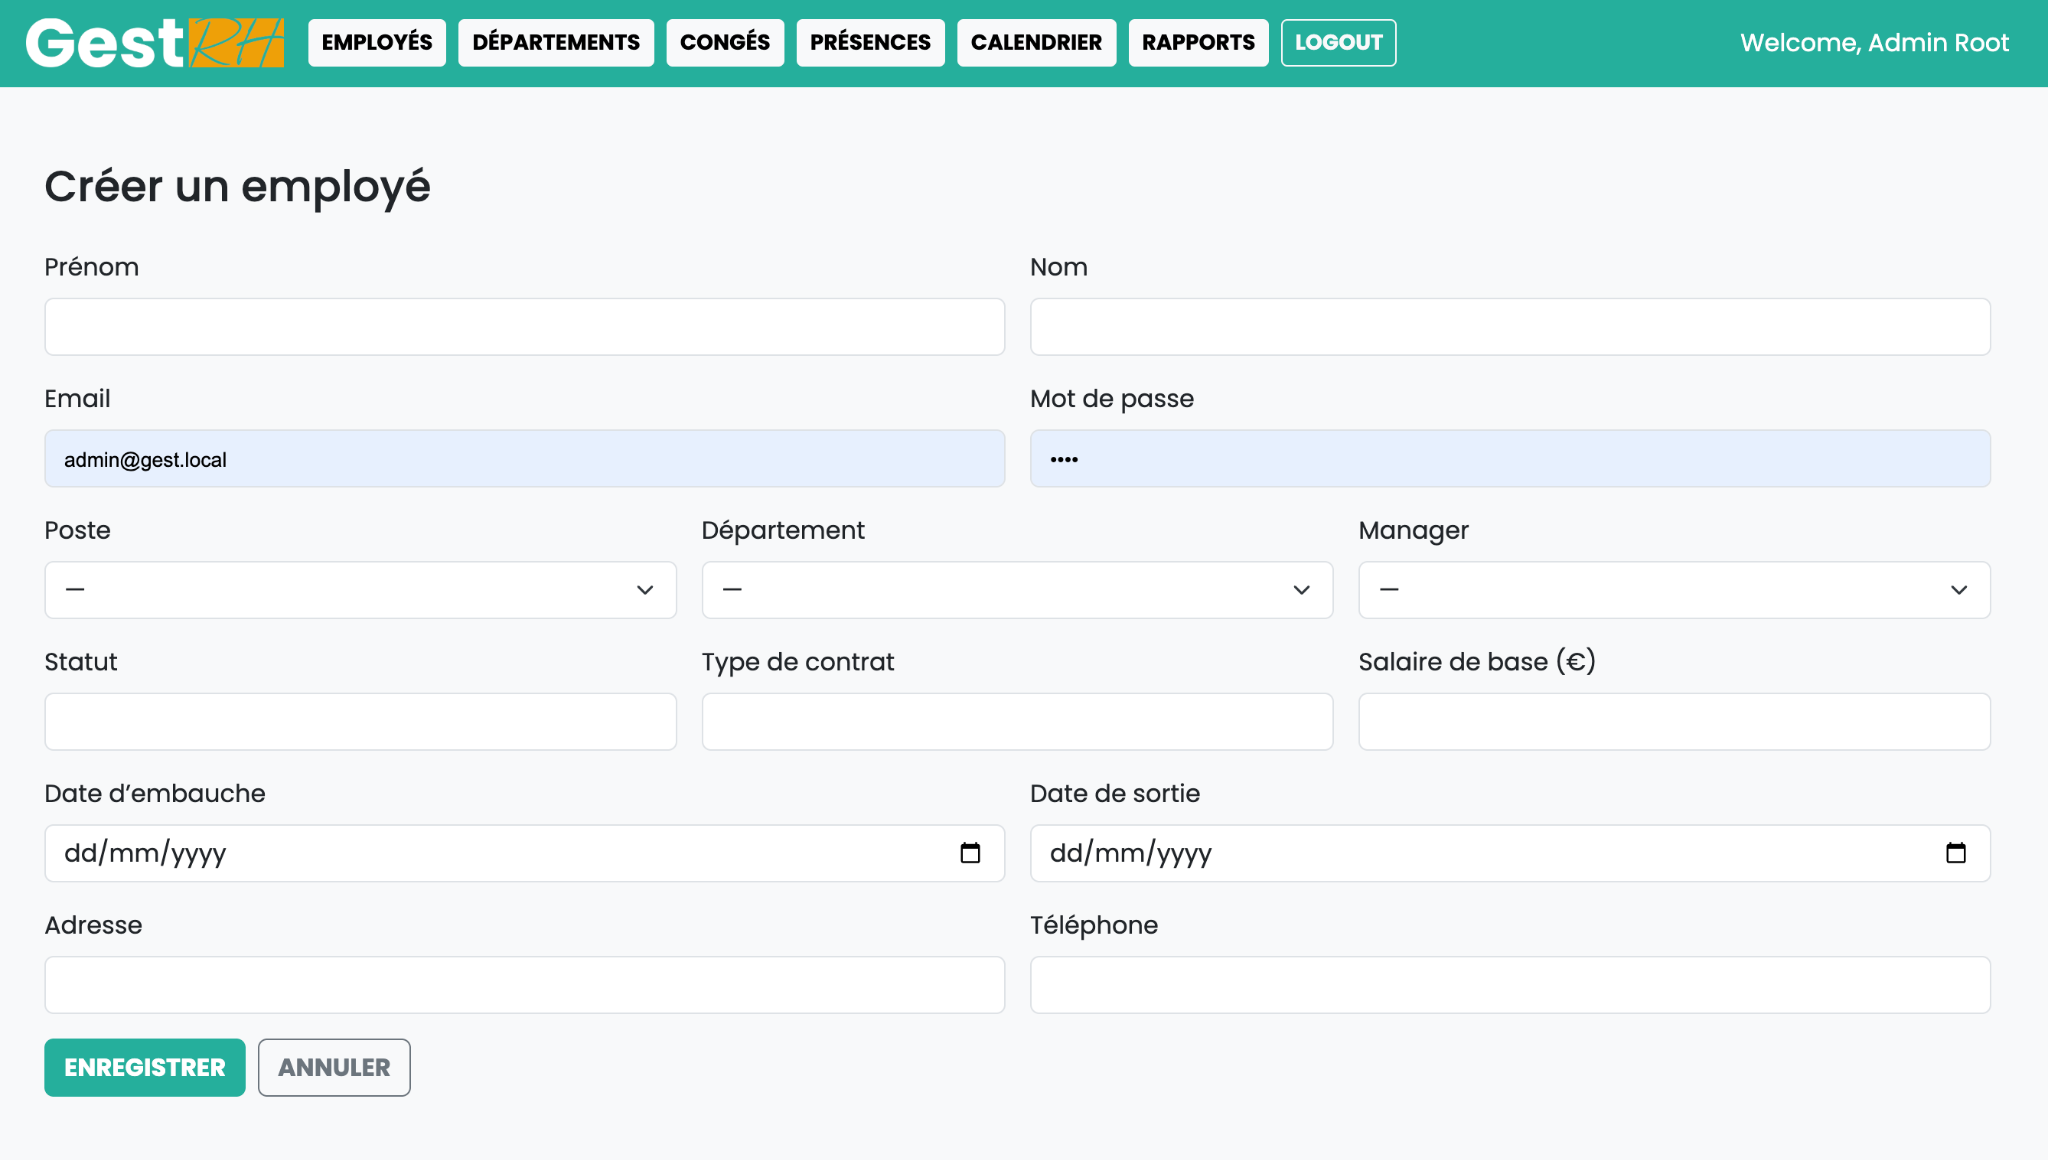 GestRH EMPLOYÉS DÉPARTEMENTS CONGÉS PRÉSENCES CALENDRIER RAPPORTS LOGOUT Welcome, Admin Root
Créer un employé
Prénom Nom
Email Mot de passe
admin@gest.local ••••
Poste Département Manager
— — —
Statut Type de contrat Salaire de base (€)
Date d’embauche Date de sortie
dd/mm/yyyy dd/mm/yyyy
Adresse Téléphone
ENREGISTRER ANNULER